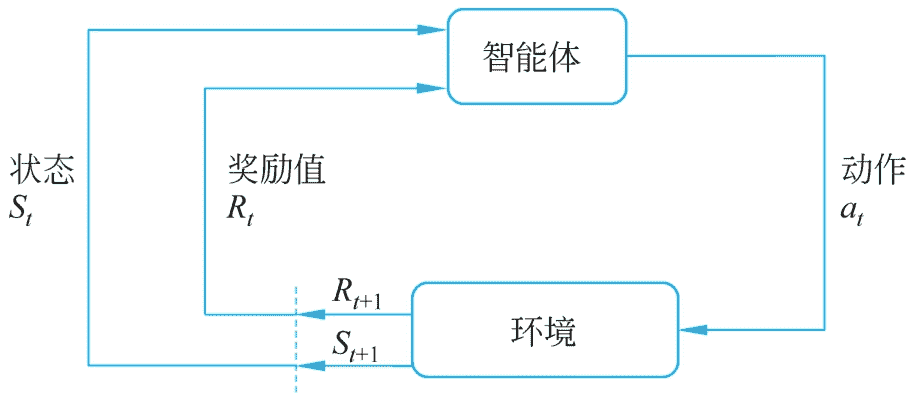 智能体
状态
S_t
奖励值
R_t
动作
a_t
R_{t+1}
S_{t+1}
环境